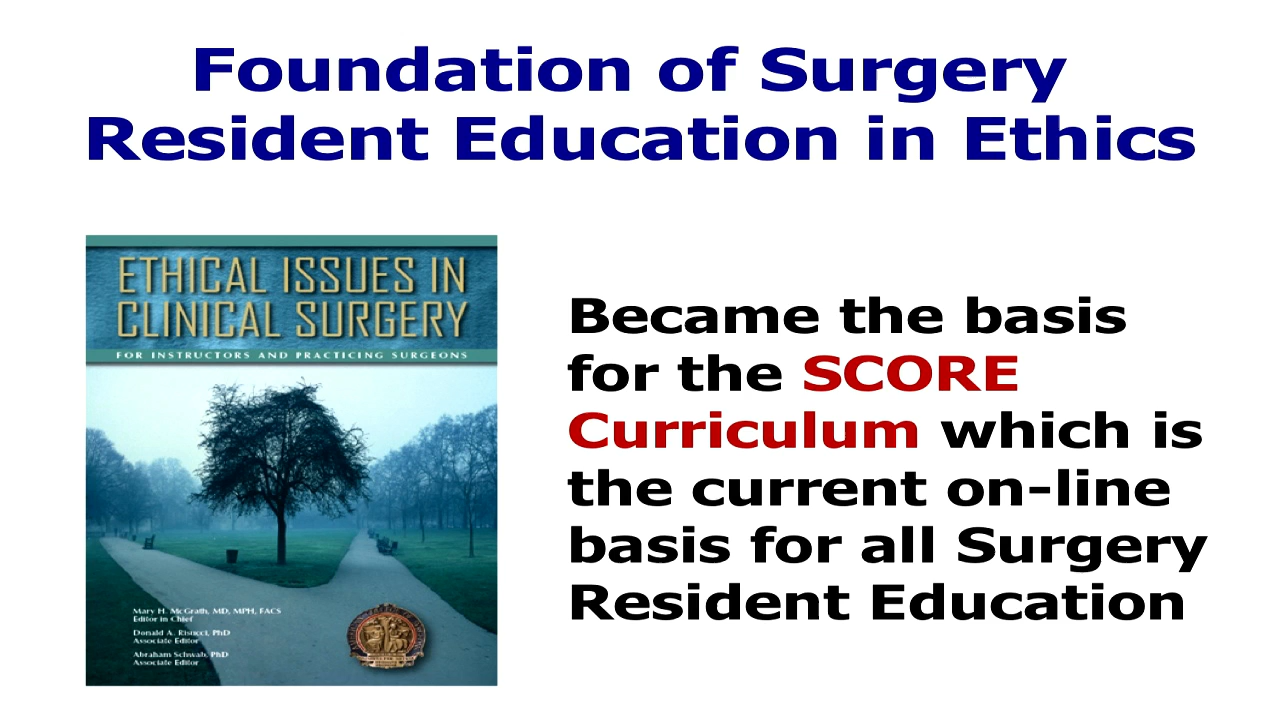 Foundation of Surgery
Resident Education in Ethics
ETHICAL ISSUES IN
CLINICAL SURGERY
FOR INSTRUCTORS AND PRACTICING SURGEONS
Mary H. McGrath, MD, MPH, FACS
Editor in Chief
Donald A. Risucci, PhD
Associate Editor
Abraham Schwab, PhD
Associate Editor
Became the basis
for the SCORE
Curriculum which is
the current on-line
basis for all Surgery
Resident Education